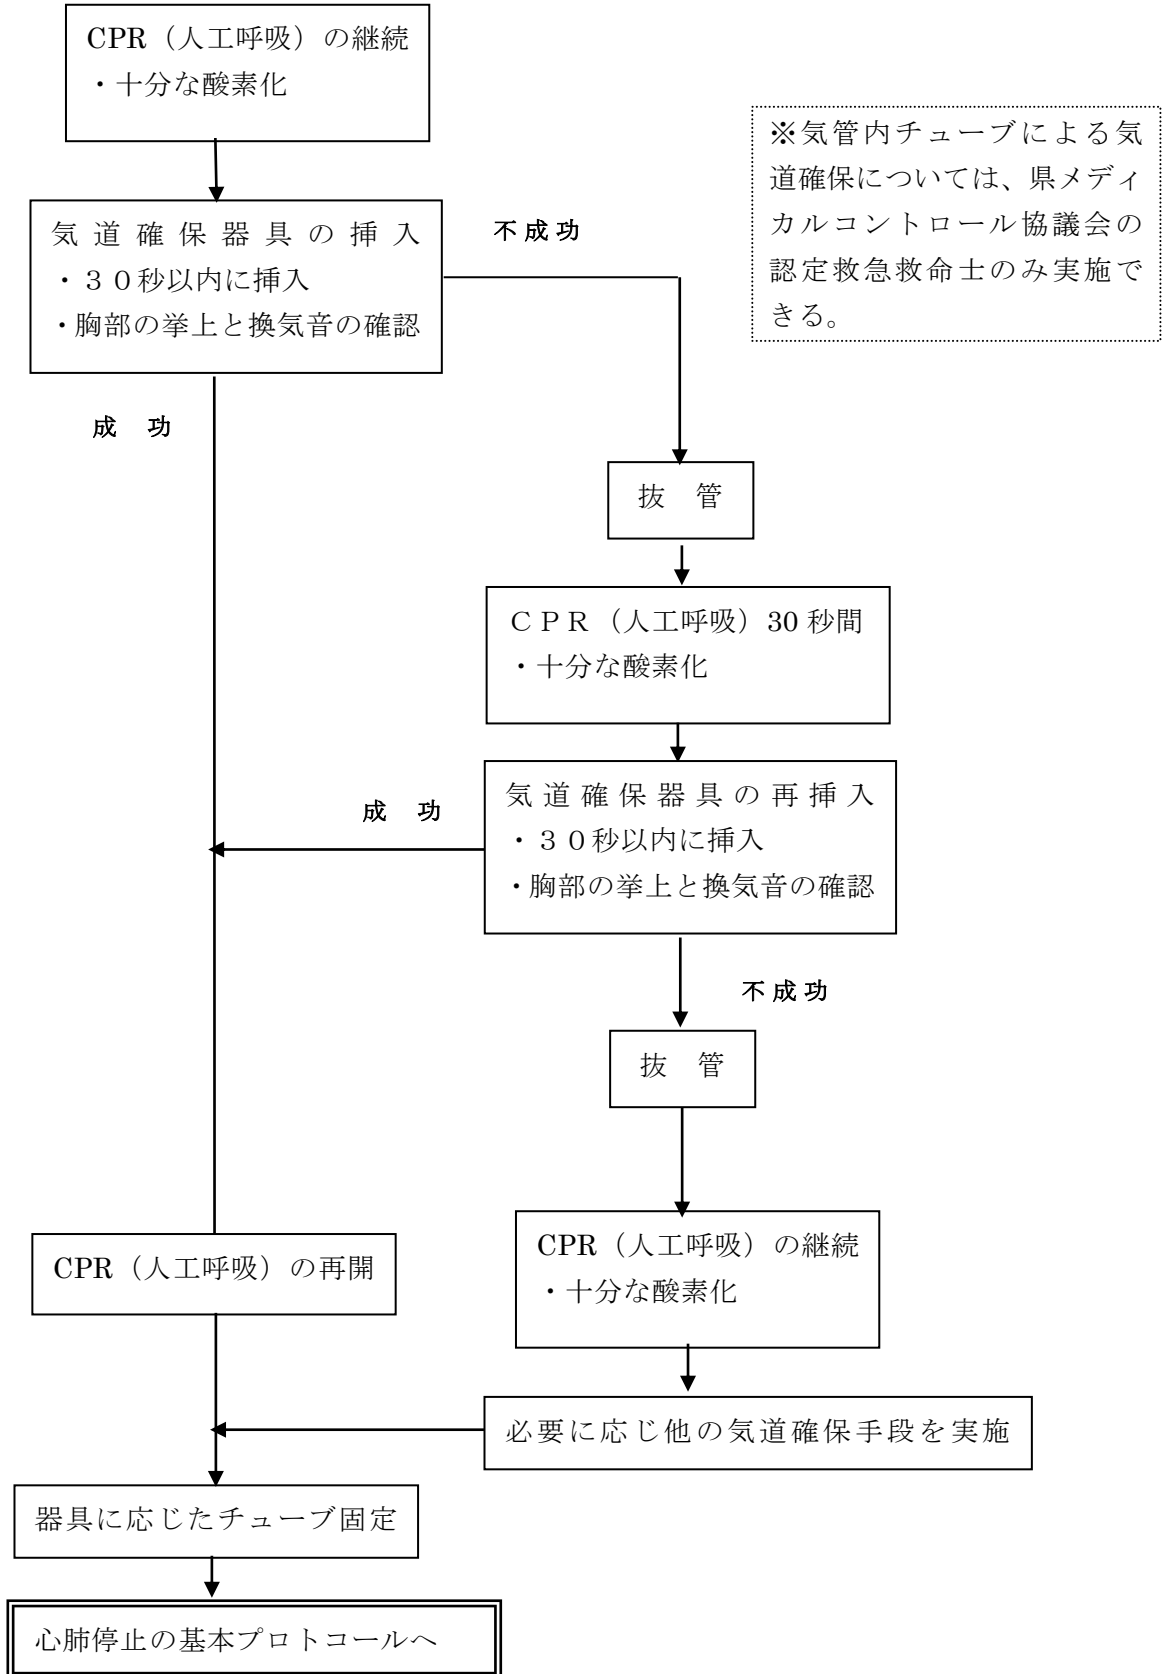 CPR（人工呼吸）の継続
・十分な酸素化
※気管内チューブによる気
道確保については、県メディ
カルコントロール協議会の
認定救急救命士のみ実施で
きる。
気道確保器具の挿入
・３０秒以内に挿入
・胸部の挙上と換気音の確認
不成功
成　功
抜　管
ＣＰＲ（人工呼吸）30 秒間
・十分な酸素化
気道確保器具の再挿入
・３０秒以内に挿入
・胸部の挙上と換気音の確認
成　功
不成功
抜　管
CPR（人工呼吸）の再開
CPR（人工呼吸）の継続
・十分な酸素化
必要に応じ他の気道確保手段を実施
器具に応じたチューブ固定
心肺停止の基本プロトコールへ